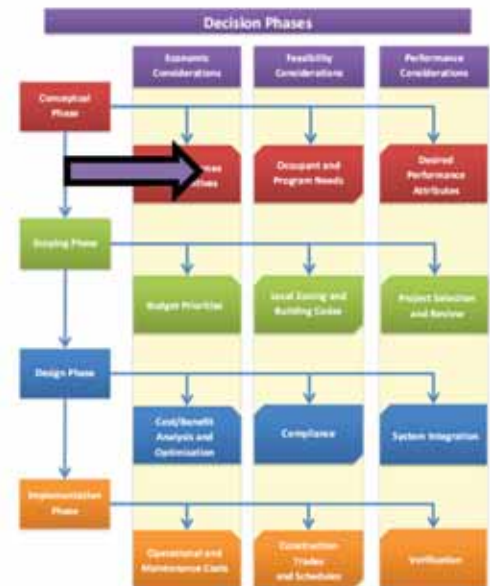 Decision Phases
Economic
Considerations
Feasibility
Considerations
Performance
Considerations
Conceptual
Phase
Occupant and
Program Needs
Desired
Performance
Attributes
Scoping Phase
Budget Priorities
Local Zoning and
Building Codes
Project Selection
and Review
Design Phase
Cost/Benefit
Analysis and
Optimisation
Compliance
System Integration
Implementation
Phase
Operational and
Maintenance Costs
Construction
Trades
and Schedules
Verification